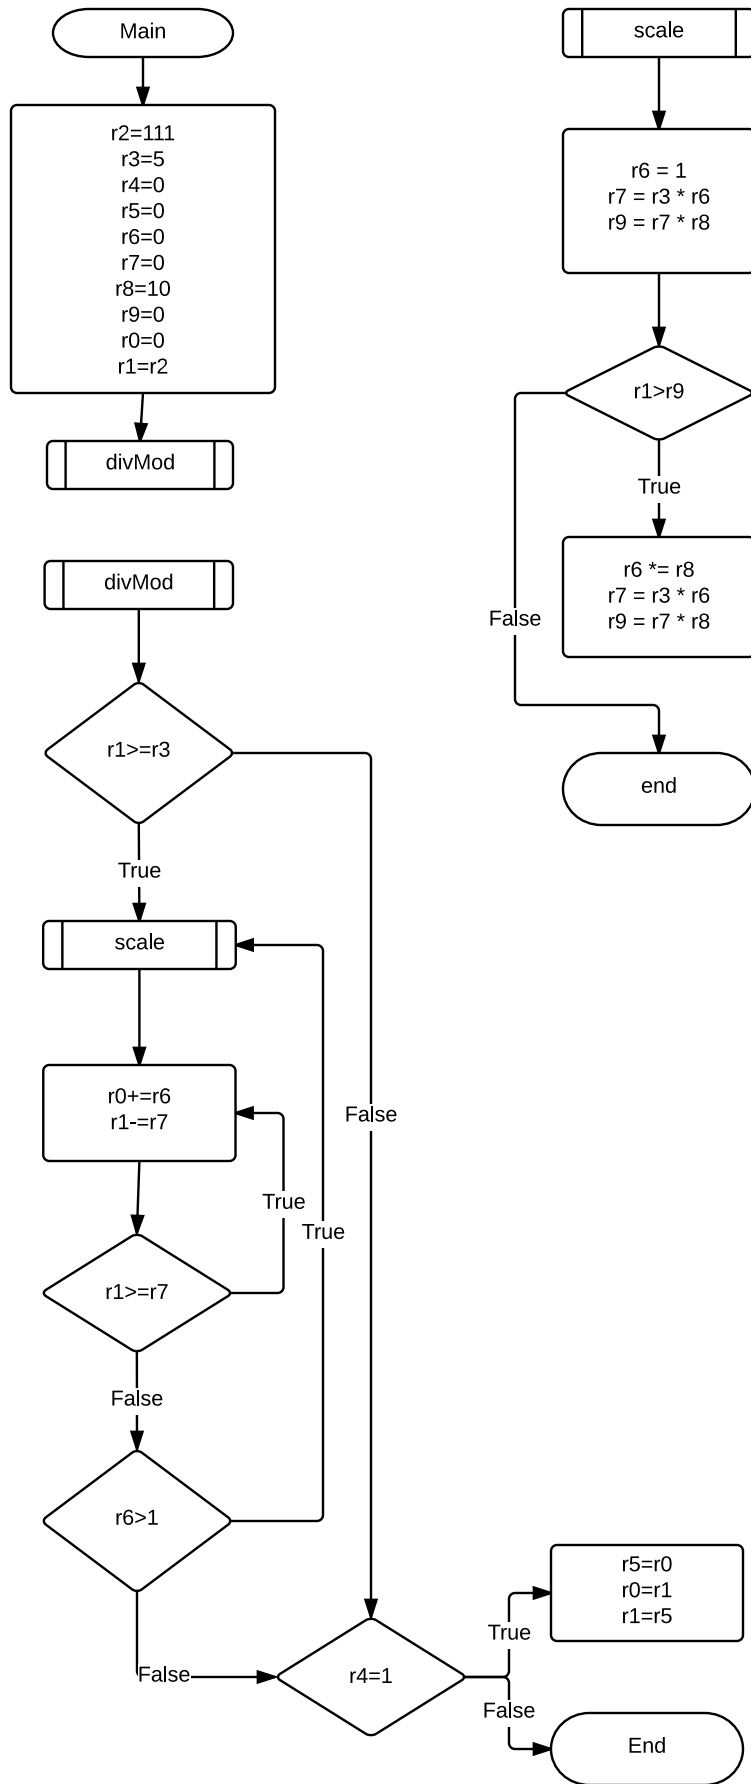 Main
r2=111
r3=5
r4=0
r5=0
r6=0
r7=0
r8=10
r9=0
r0=0
r1=r2
divMod
divMod
r1>=r3
True
scale
r0+=r6
r1-=r7
False
True
True
r1>=r7
False
r6>1
False
r4=1
True
False
r5=r0
r0=r1
r1=r5
End
scale
r6 = 1
r7 = r3 * r6
r9 = r7 * r8
r1>r9
True
r6 *= r8
r7 = r3 * r6
r9 = r7 * r8
False
end